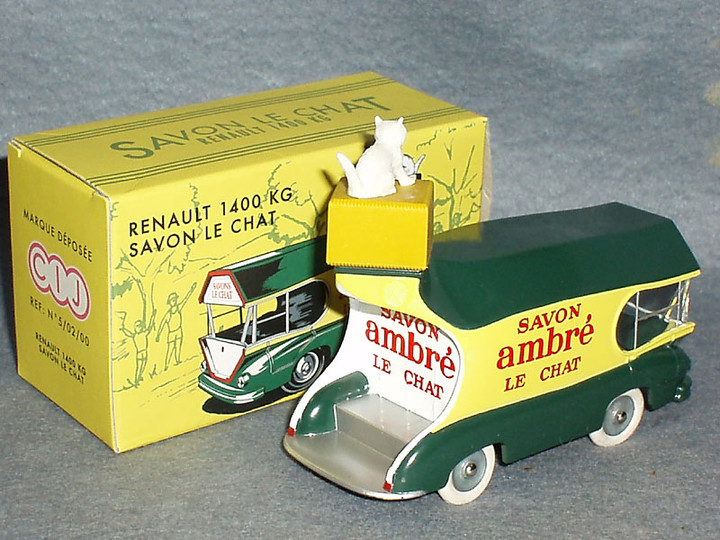 SAVON LE CHAT
RENAULT 1400 KG
MARQUE DÉPOSÉE
CIJ
REF: N° 5/02/00
RENAULT 1400 KG
SAVON LE CHAT
RENAULT 1400 KG
SAVON LE CHAT
SAVONS
LE CHAT
SAVON
ambré
LE CHAT
SAVON
ambré
LE CHAT